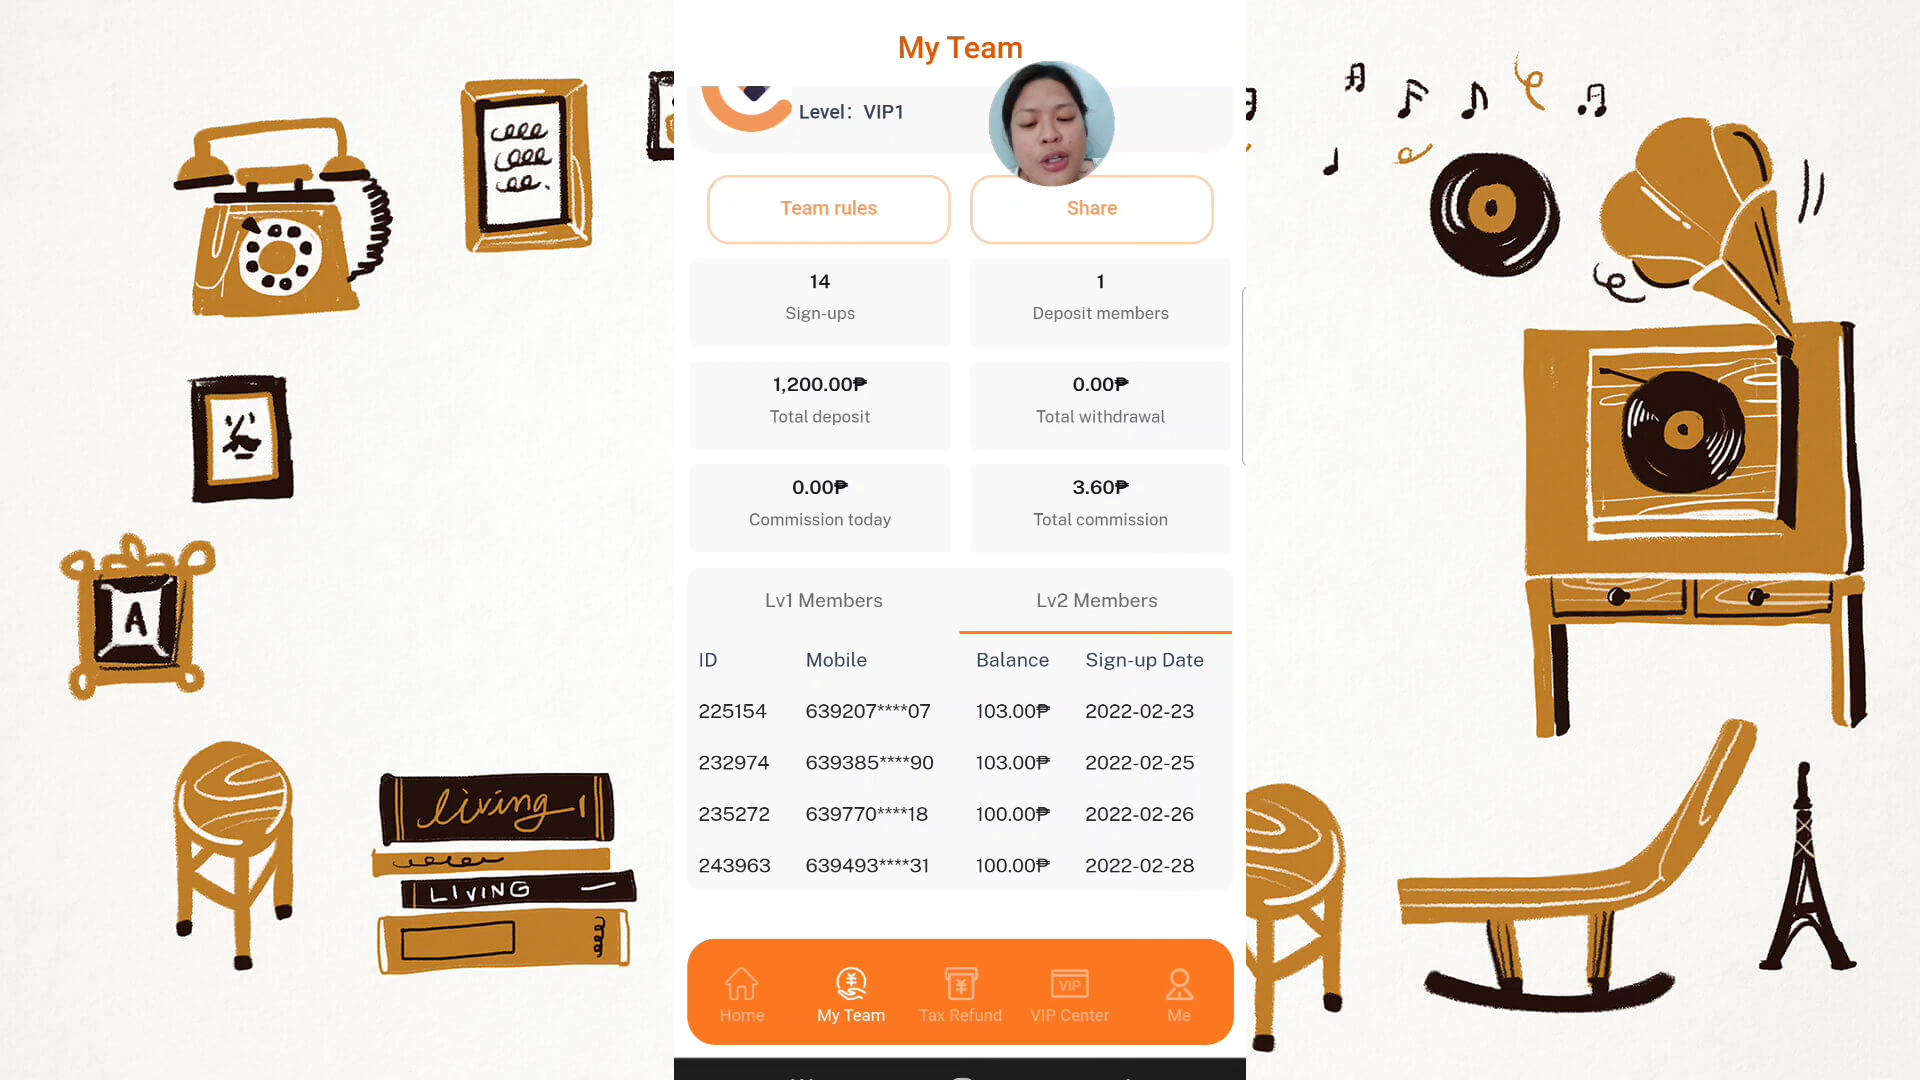 My Team
Level: VIP1
Team rules
Share
14
Sign-ups
1
Deposit members
1,200.00₱
Total deposit
0.00₱
Total withdrawal
0.00₱
Commission today
3.60₱
Total commission
Lv1 Members
Lv2 Members
ID Mobile Balance Sign-up Date
225154 639207****07 103.00₱ 2022-02-23
232974 639385****90 103.00₱ 2022-02-25
235272 639770****18 100.00₱ 2022-02-26
243963 639493****31 100.00₱ 2022-02-28
¥
¥
VIP
Home
My Team
Tax Refund
VIP Center
Me
A
living
LIVING